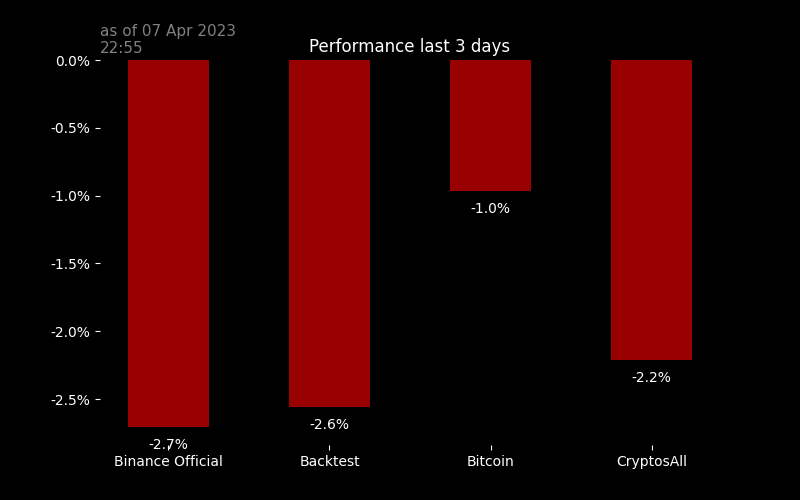 as of 07 Apr 2023
22:55
Performance last 3 days
0.0%
-0.5%
-1.0%
-1.5%
-2.0%
-2.5%
-2.7%
-2.6%
-1.0%
-2.2%
Binance Official
Backtest
Bitcoin
CryptosAll